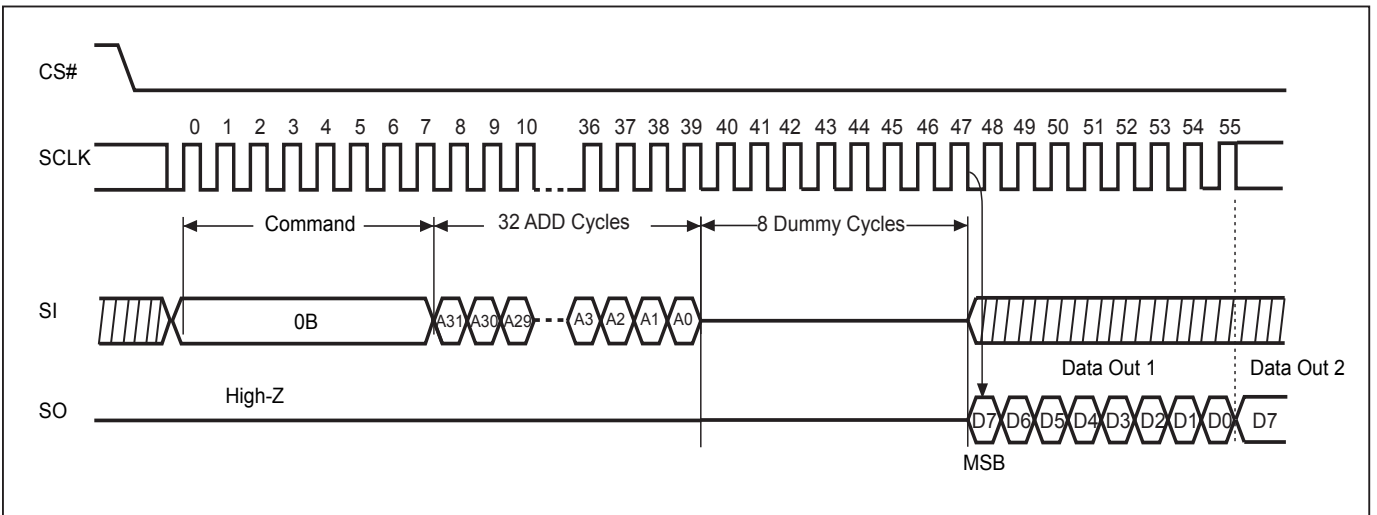 CS#
0 1 2 3 4 5 6 7 8 9 10 36 37 38 39 40 41 42 43 44 45 46 47 48 49 50 51 52 53 54 55
SCLK
Command 32 ADD Cycles 8 Dummy Cycles
SI 0B A31 A30 A29 A3 A2 A1 A0
Data Out 1 Data Out 2
High-Z
SO D7 D6 D5 D4 D3 D2 D1 D0 D7
MSB